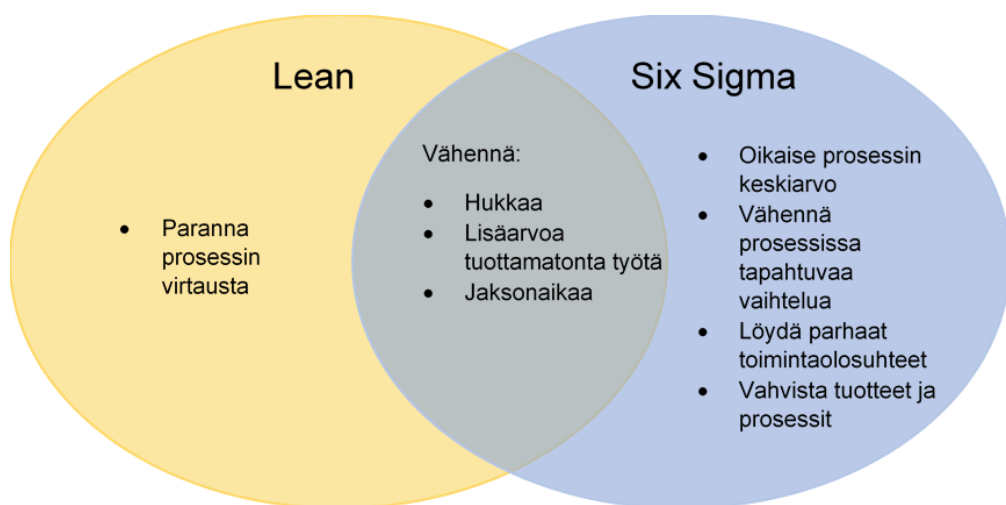 Lean
• Paranna
prosessin
virtausta
Vähennä:
• Hukkaa
• Lisäarvoa
tuottamatonta työtä
• Jaksonaikaa
Six Sigma
• Oikaise prosessin
keskiarvo
• Vähennä
prosessissa
tapahtuvaa
vaihtelua
• Löydä parhaat
toimintaolosuhteet
• Vahvista tuotteet ja
prosessit